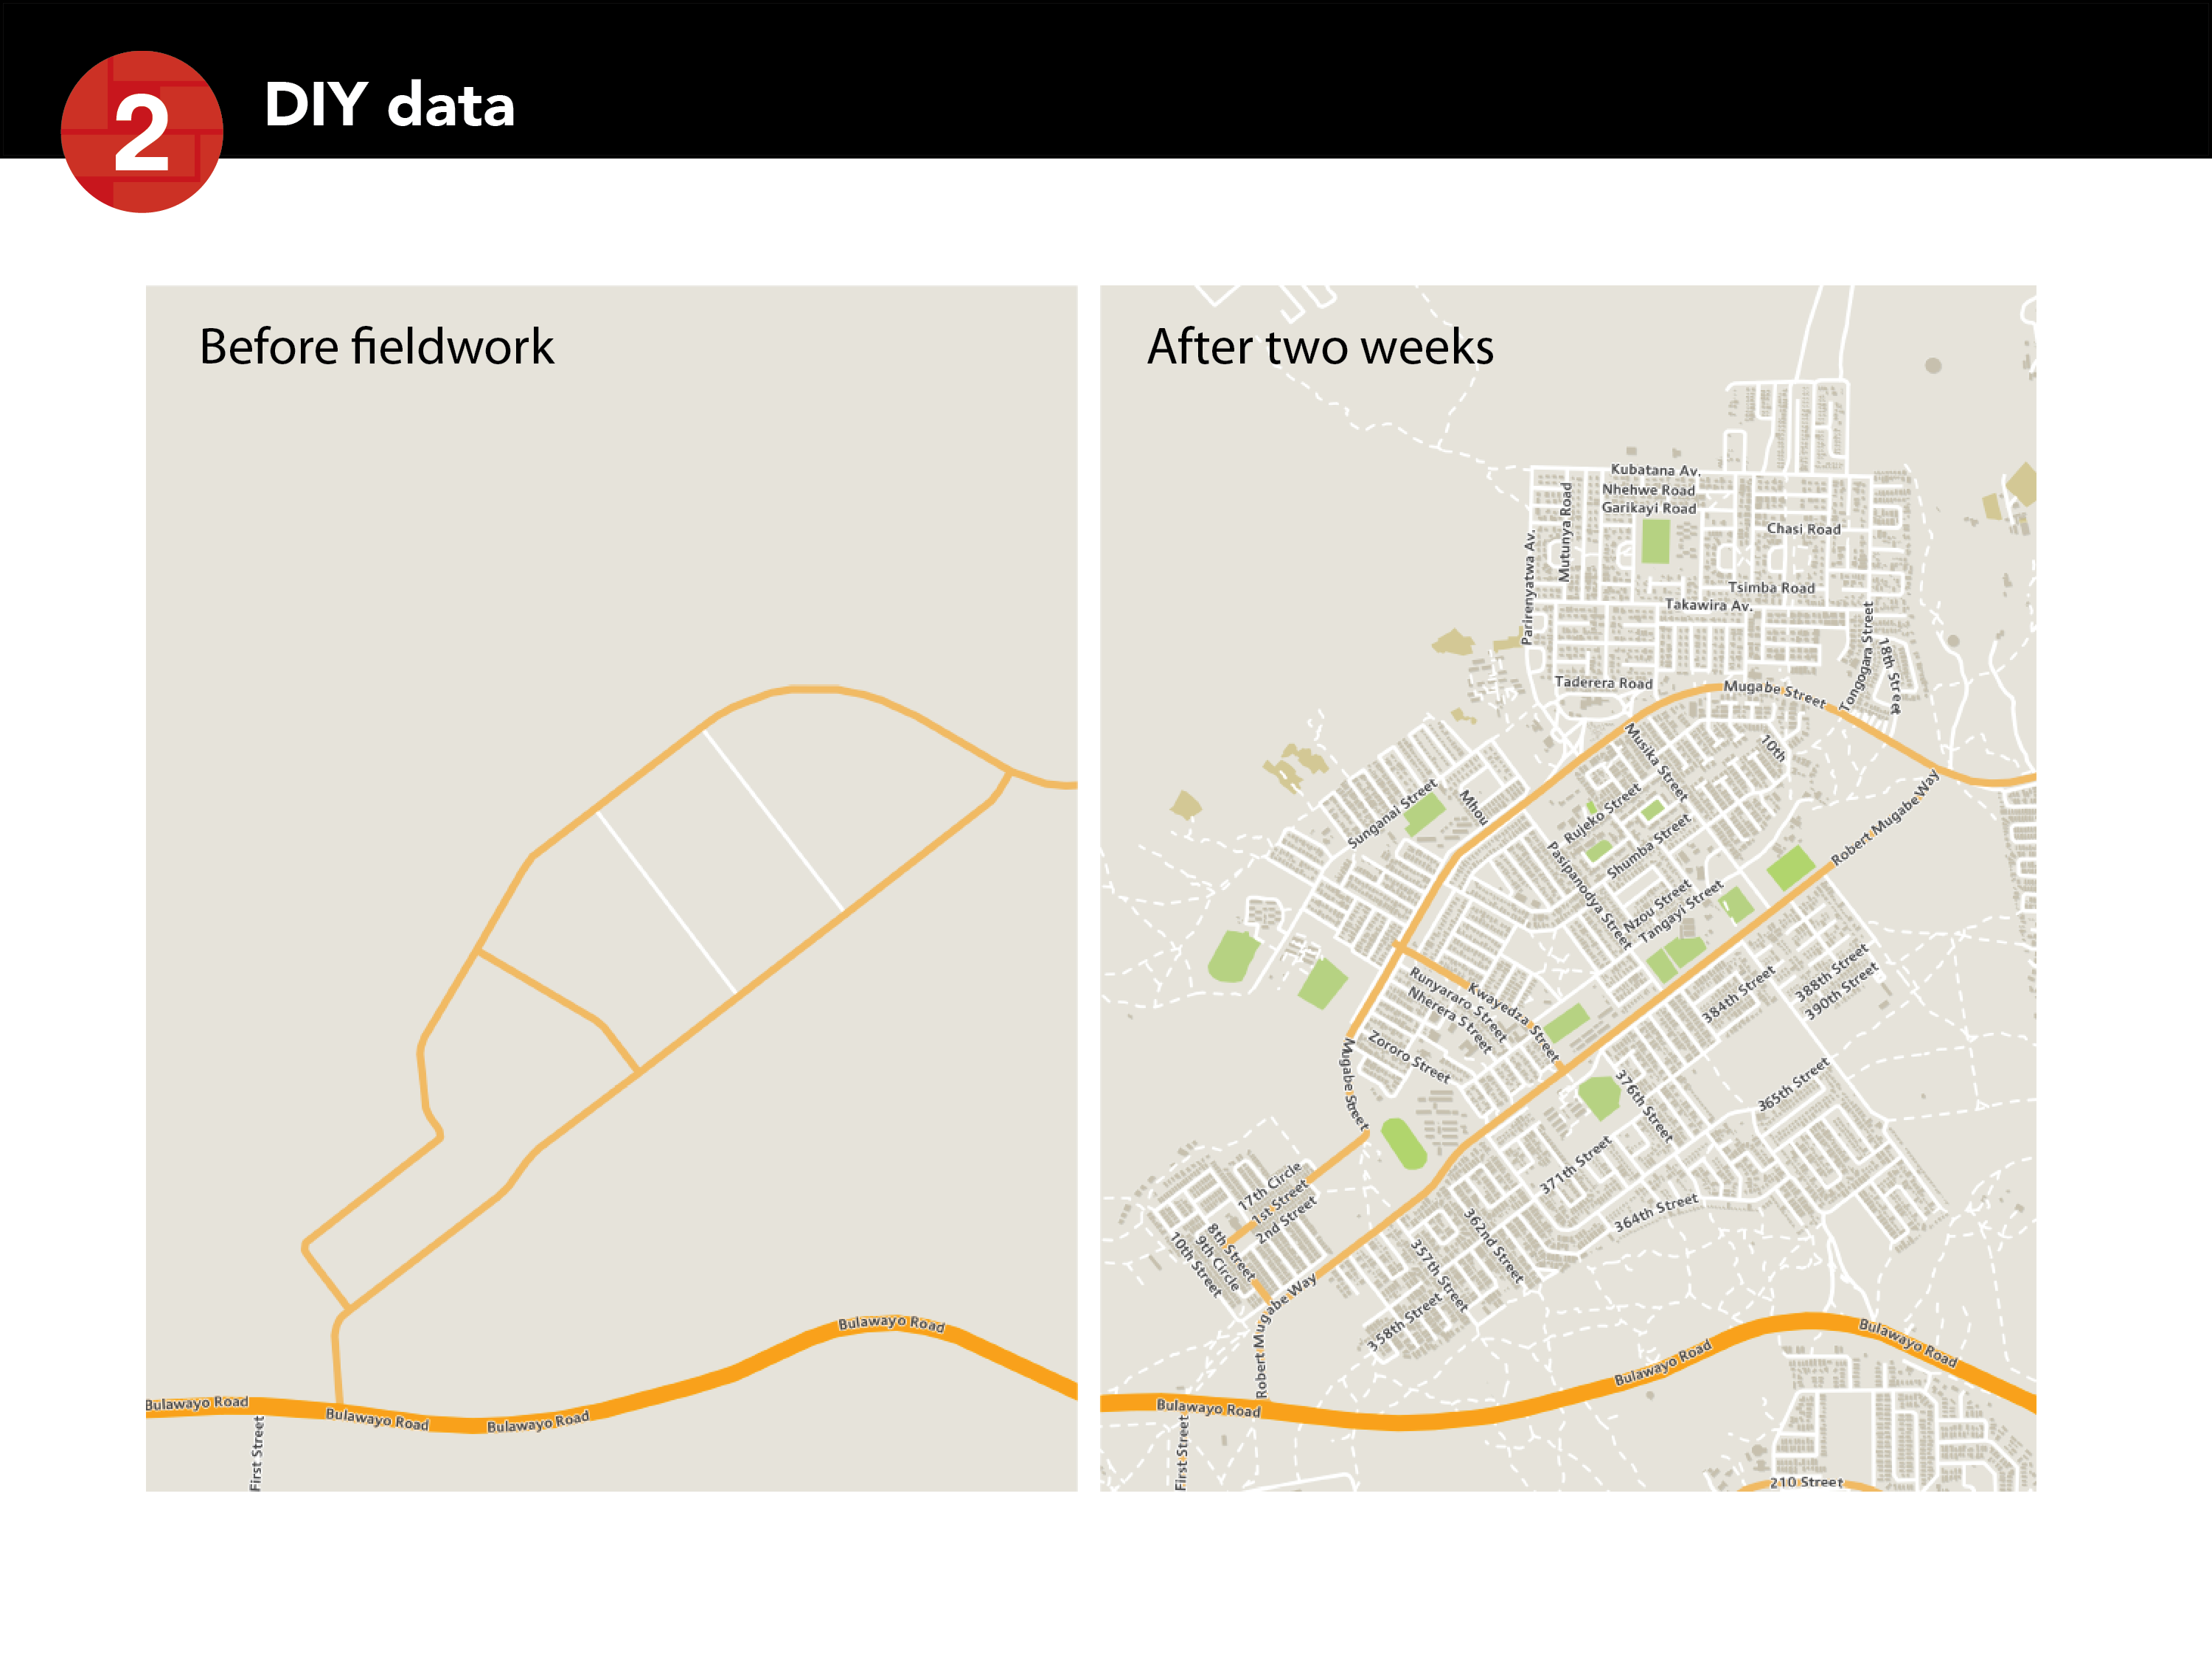 2
DIY data
Before fieldwork
Bulawayo Road
Bulawayo Road
Bulawayo Road
Bulawayo Road
First Street
After two weeks
Kubatana Av.
Nhehwe Road
Garikayi Road
Mutunya Road
Chasi Road
Parirenyatwa Av.
Tsimba Road
Takawira Av.
Tongogara Street
18th Street
Taderera Road
Mugabe Street
Musika Street
10th
Sunganai Street
Mhou
Rujeko Street
Robert Mugabe Way
Shumba Street
Pasipanodya Street
Nzou Street
Tangayi Street
388th Street
390th Street
384th Street
Runyararo Street
Kwayedza Street
Nherera Street
Zororo Street
Mugabe Street
376th Street
365th Street
371th Street
17th Circle
1st Street
2nd Street
364th Street
8th Street
9th Circle
10th Street
362nd Street
357th Street
358th Street
Robert Mugabe Way
Bulawayo Road
Bulawayo Road
Bulawayo Road
First Street
210 Street